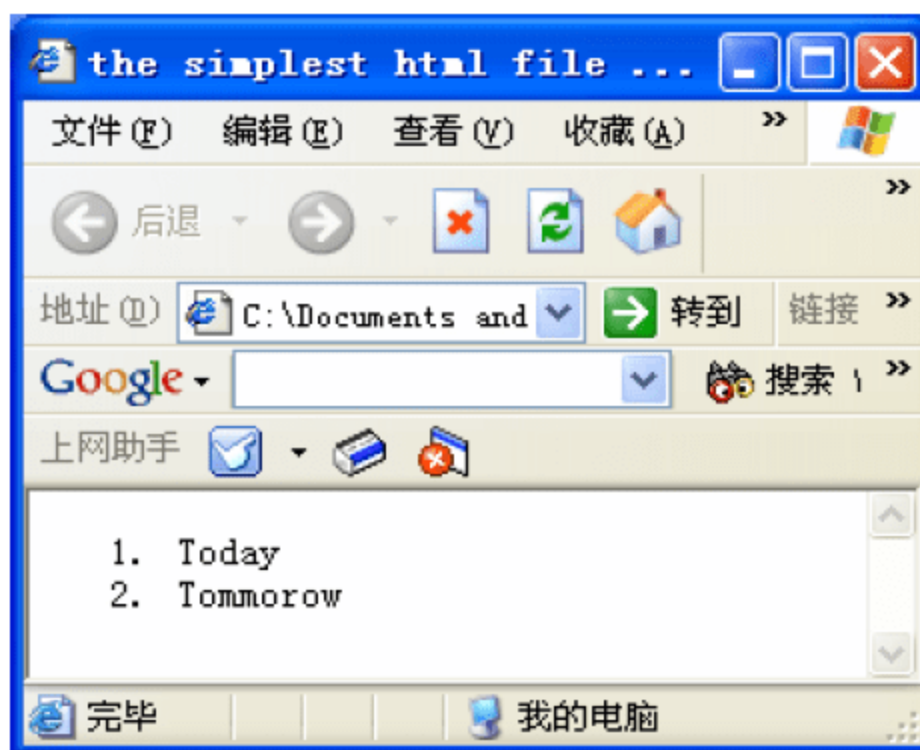 the simplest html file ...
文件(F) 编辑(E) 查看(V) 收藏(A) »
后退 »
地址(D) C:\Documents and 转到 链接 »
Google 搜索 »
上网助手
1. Today
2. Tommorow
完毕 我的电脑